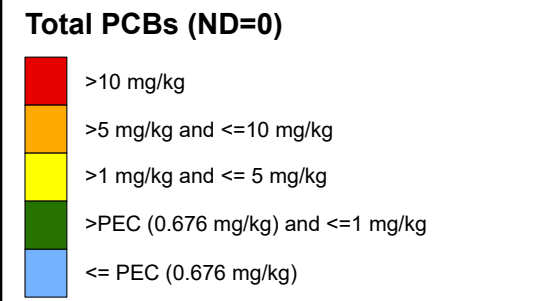 Total PCBs (ND=0)
>10 mg/kg
>5 mg/kg and <=10 mg/kg
>1 mg/kg and <= 5 mg/kg
>PEC (0.676 mg/kg) and <=1 mg/kg
<= PEC (0.676 mg/kg)